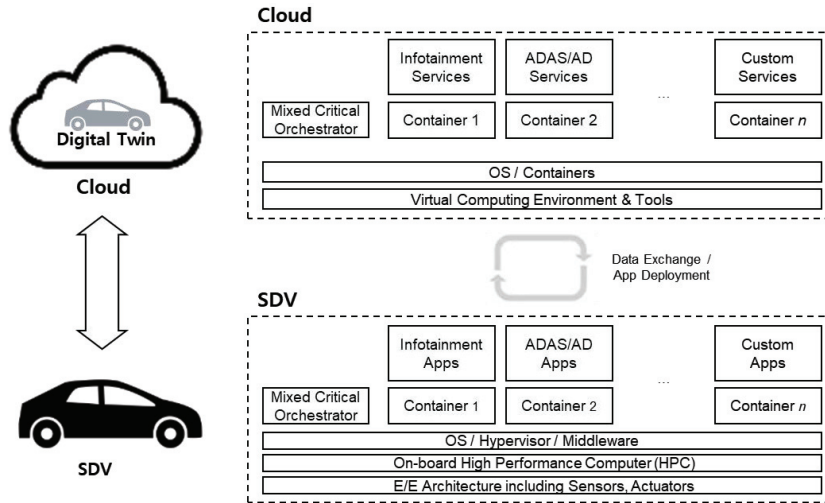 Digital Twin
Cloud
SDV
Cloud
Infotainment
Services
ADAS/AD
Services
...
Custom
Services
Mixed Critical
Orchestrator
Container 1
Container 2
Container n
OS / Containers
Virtual Computing Environment & Tools
Data Exchange /
App Deployment
SDV
Infotainment
Apps
ADAS/AD
Apps
...
Custom
Apps
Mixed Critical
Orchestrator
Container 1
Container 2
Container n
OS / Hypervisor / Middleware
On-board High Performance Computer (HPC)
E/E Architecture including Sensors, Actuators